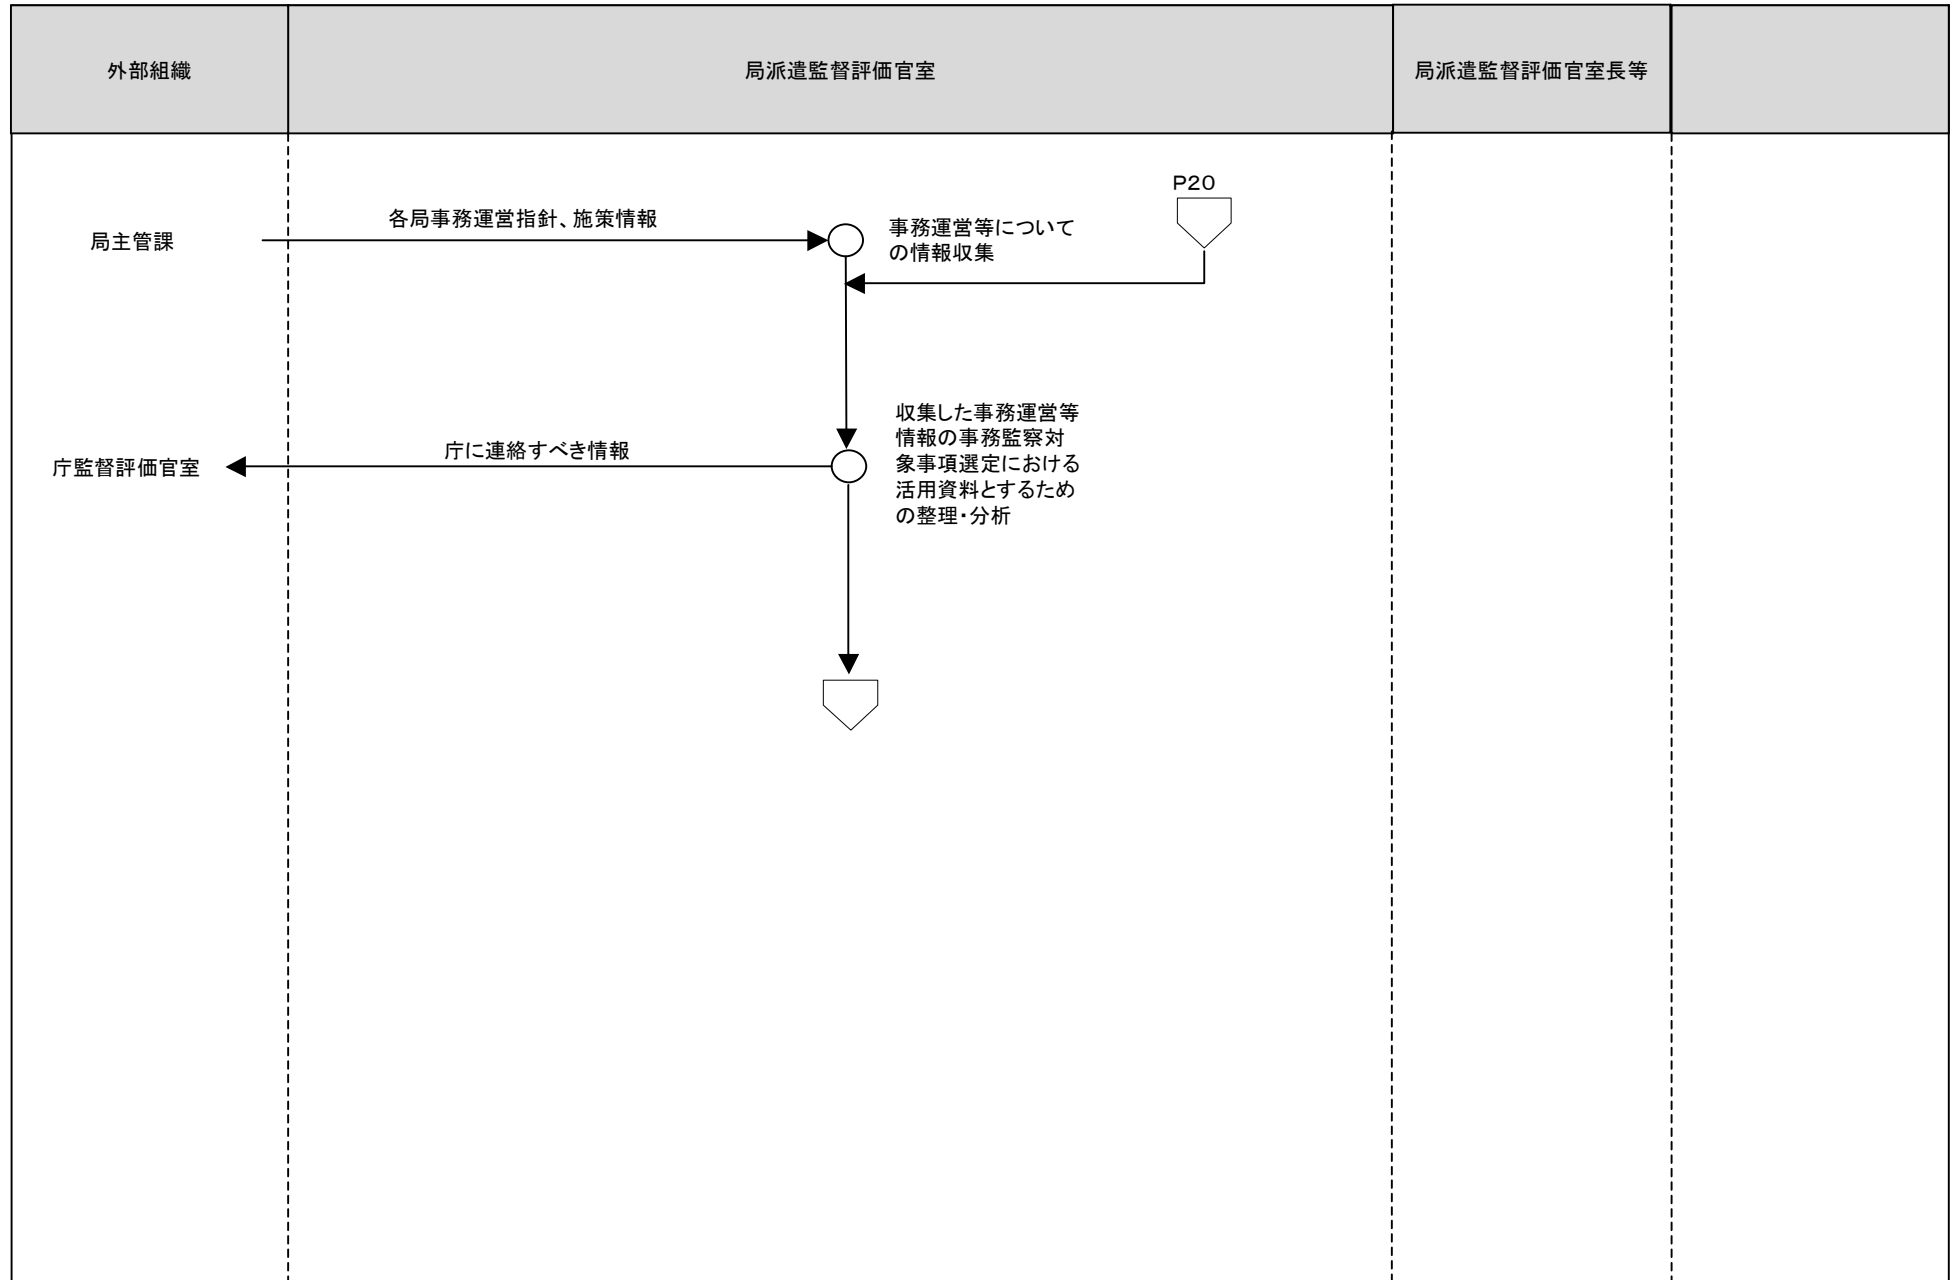 外部組織
局派遣監督評価官室
局派遣監督評価官室長等
P20
各局事務運営指針、施策情報
局主管課
事務運営等について
の情報収集
収集した事務運営等
情報の事務監察対
象事項選定における
活用資料とするため
の整理・分析
庁に連絡すべき情報
庁監督評価官室